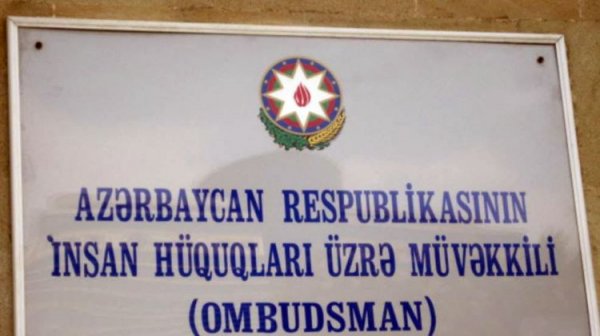 AZƏRBAYCAN RESPUBLİKASININ
İNSAN HÜQUQLARI ÜZRƏ MÜVƏKKİLİ
(OMBUDSMAN)